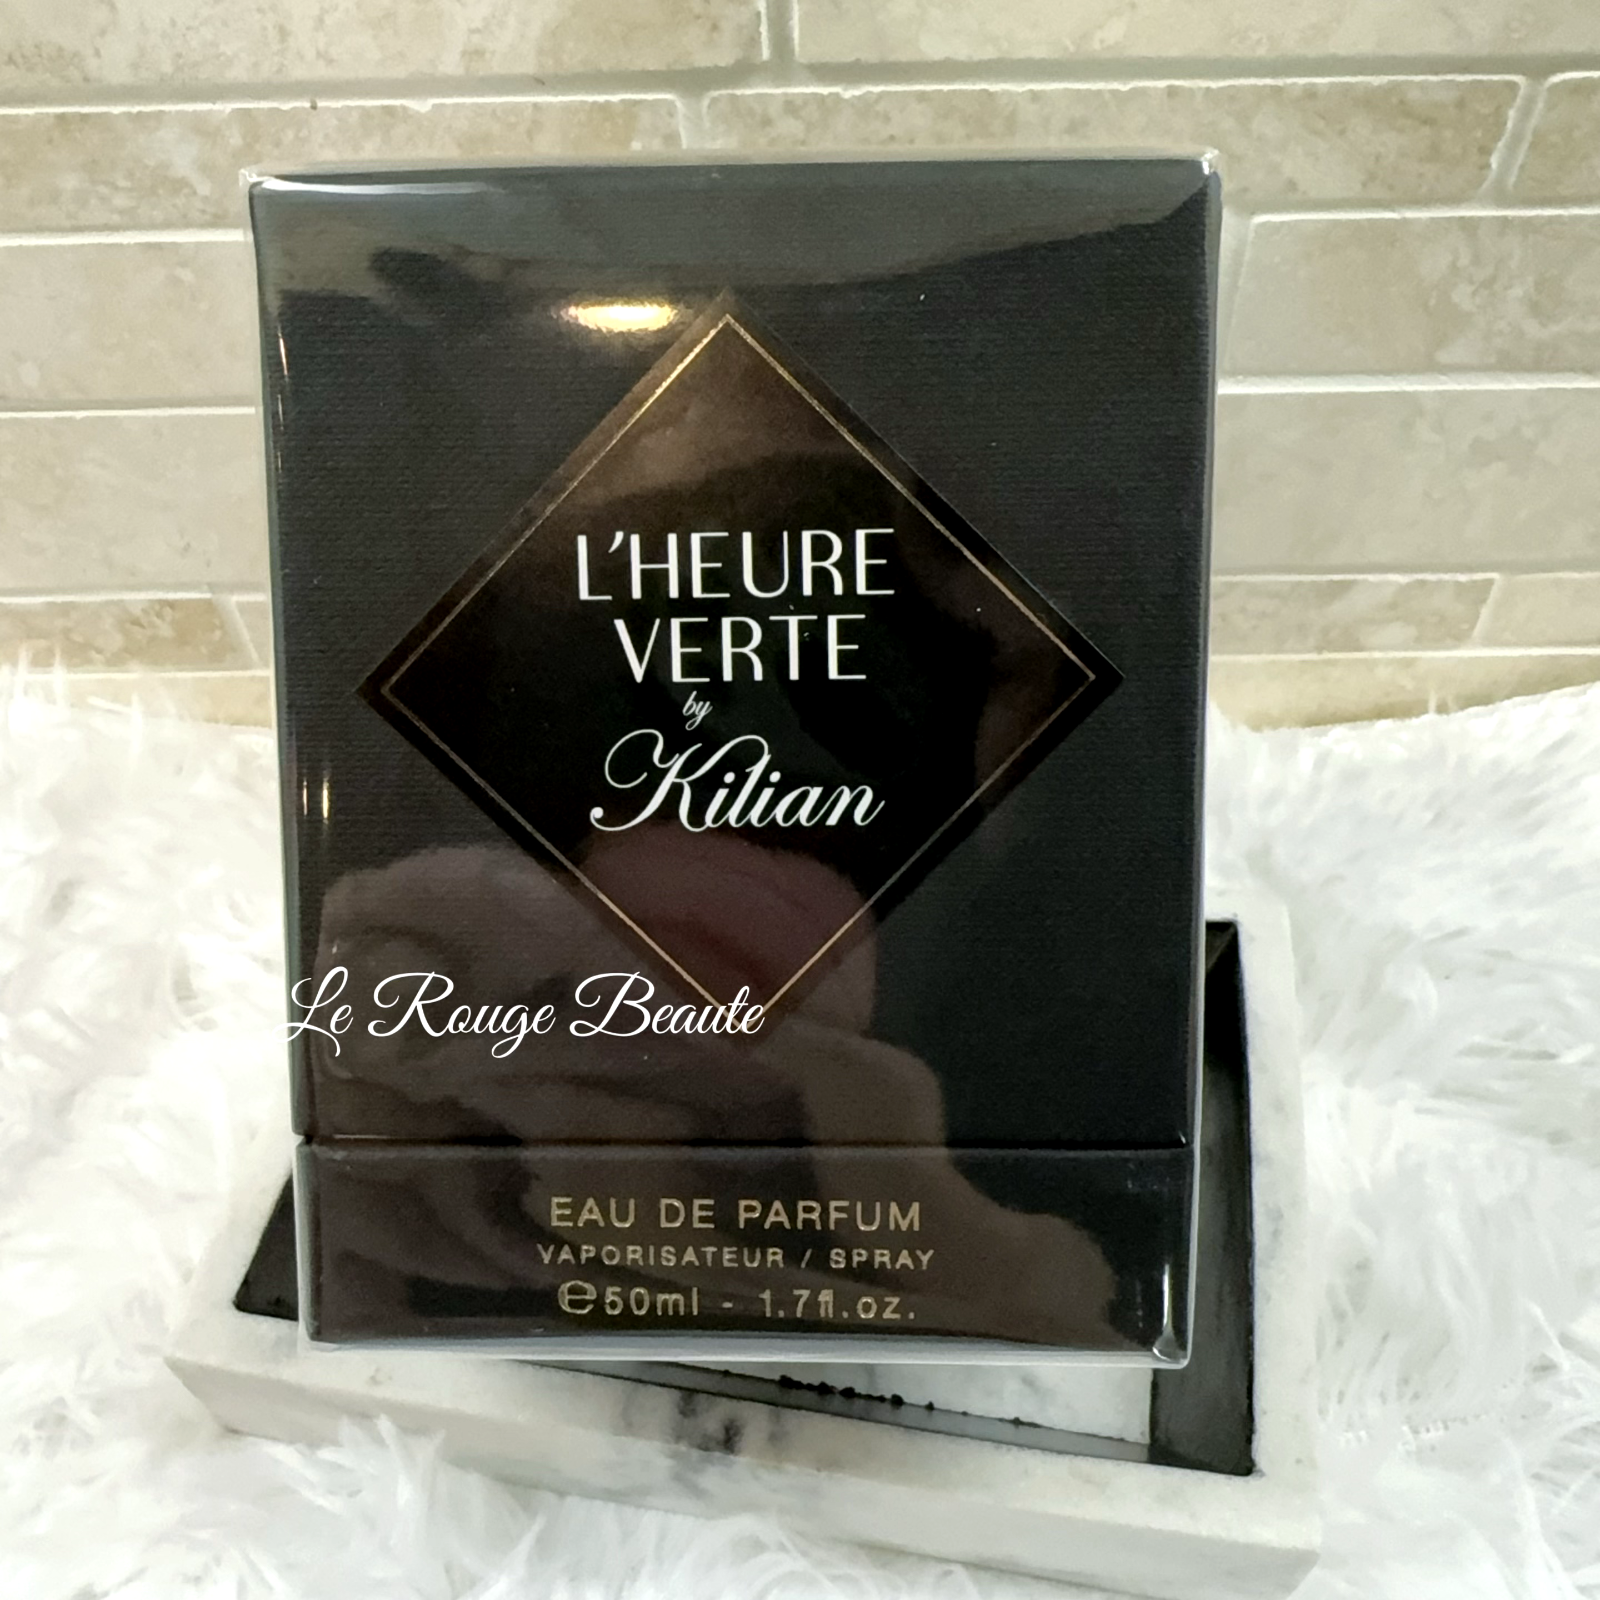 L'HEURE
VERTE
by
Kilian
Le Rouge Beaute
EAU DE PARFUM
VAPORISATEUR / SPRAY
℮50ml - 1.7fl.oz.